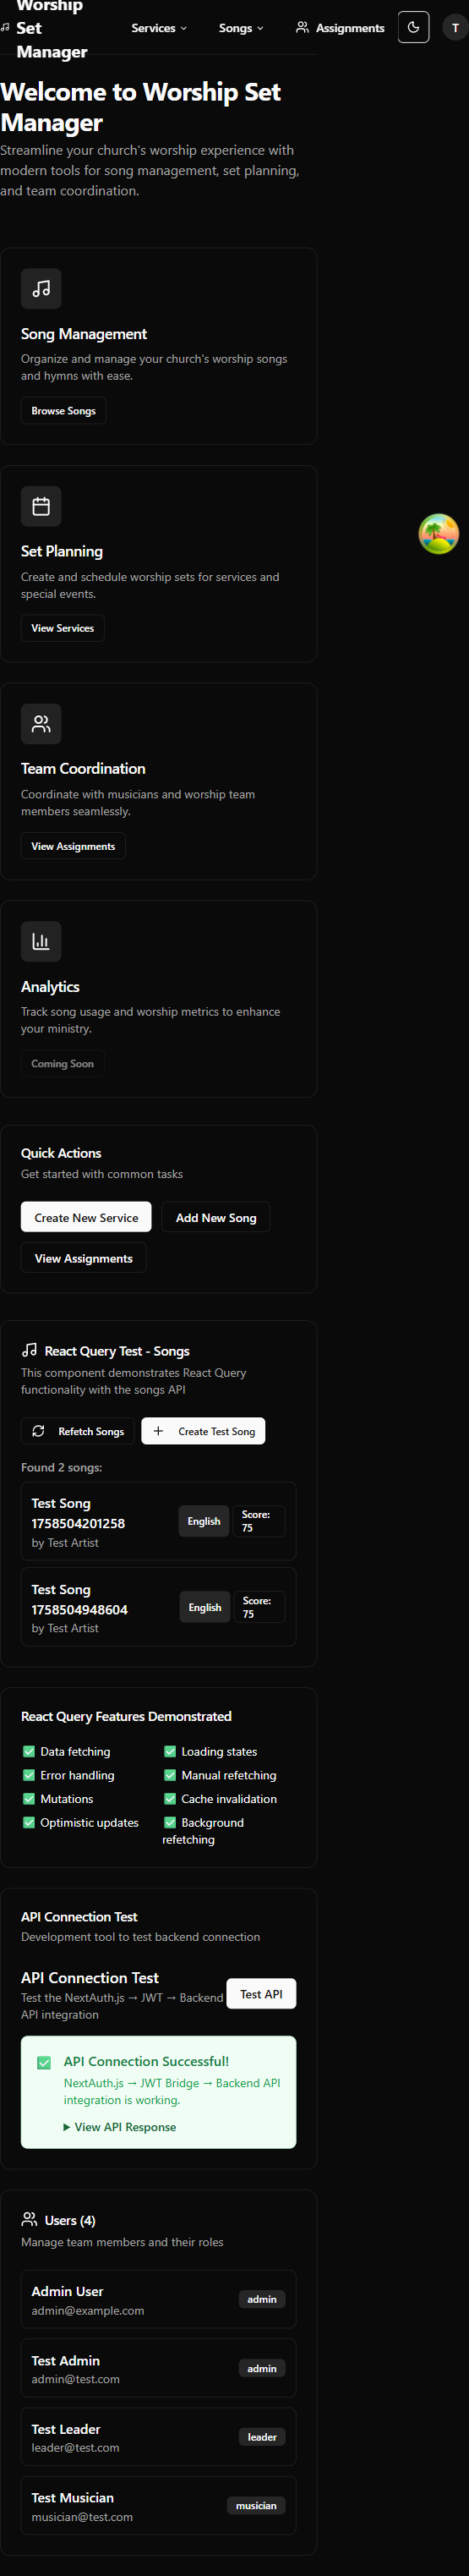 Worship
Set
Manager
Services
Songs
Assignments
T
Welcome to Worship Set
Manager
Streamline your church's worship experience with
modern tools for song management, set planning,
and team coordination.
Song Management
Organize and manage your church's worship songs
and hymns with ease.
Browse Songs
Set Planning
Create and schedule worship sets for services and
special events.
View Services
Team Coordination
Coordinate with musicians and worship team
members seamlessly.
View Assignments
Analytics
Track song usage and worship metrics to enhance
your ministry.
Coming Soon
Quick Actions
Get started with common tasks
Create New Service
Add New Song
View Assignments
React Query Test - Songs
This component demonstrates React Query
functionality with the songs API
Refetch Songs
Create Test Song
Found 2 songs:
Test Song
1758504201258
by Test Artist
English
Score:
75
Test Song
1758504948604
by Test Artist
English
Score:
75
React Query Features Demonstrated
✅ Data fetching
✅ Loading states
✅ Error handling
✅ Manual refetching
✅ Mutations
✅ Cache invalidation
✅ Optimistic updates
✅ Background
refetching
API Connection Test
Development tool to test backend connection
API Connection Test
Test the NextAuth.js → JWT → Backend
API integration
Test API
✅ API Connection Successful!
NextAuth.js → JWT Bridge → Backend API
integration is working.
▶ View API Response
Users (4)
Manage team members and their roles
Admin User
admin@example.com
admin
Test Admin
admin@test.com
admin
Test Leader
leader@test.com
leader
Test Musician
musician@test.com
musician